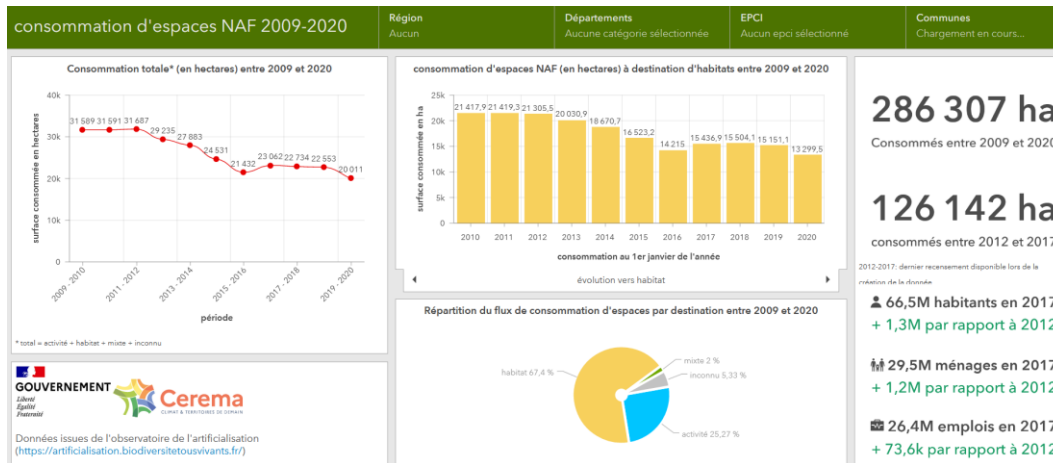 consommation d'espaces NAF 2009-2020
Région
Aucun
Départements
Aucune catégorie sélectionnée
EPCI
Aucun epci sélectionné
Communes
Chargement en cours...
Consommation totale* (en hectares) entre 2009 et 2020
surface consommée en hectares
40k
30k
20k
10k
0
31 589
31 591
31 687
29 235
27 883
24 531
21 432
23 062
22 734
22 553
20 011
2009 - 2010
2011 - 2012
2013 - 2014
2015 - 2016
2017 - 2018
2019 - 2020
période
* total = activité + habitat + mixte + inconnu
GOUVERNEMENT
Liberté
Égalité
Fraternité
Cerema
CLIMAT & TERRITOIRES DE DEMAIN
Données issues de l'observatoire de l'artificialisation
(https://artificialisation.biodiversitetousvivants.fr/)
consommation d'espaces NAF (en hectares) à destination d'habitats entre 2009 et 2020
surface consommée en ha
25k
20k
15k
10k
5k
0
21 417,9
21 419,3
21 305,5
20 030,9
18 670,7
16 523,2
14 215
15 436,9
15 504,1
15 151,1
13 299,5
2010
2011
2012
2013
2014
2015
2016
2017
2018
2019
2020
consommation au 1er janvier de l'année
évolution vers habitat
Répartition du flux de consommation d'espaces par destination entre 2009 et 2020
habitat 67,4 %
mixte 2 %
inconnu 5,33 %
activité 25,27 %
286 307 ha
Consommés entre 2009 et 2020
126 142 ha
consommés entre 2012 et 2017
2012-2017: dernier recensement disponible lors de la
création de la donnée
66,5M habitants en 2017
+ 1,3M par rapport à 2012
29,5M ménages en 2017
+ 1,2M par rapport à 2012
26,4M emplois en 2017
+ 73,6k par rapport à 2012